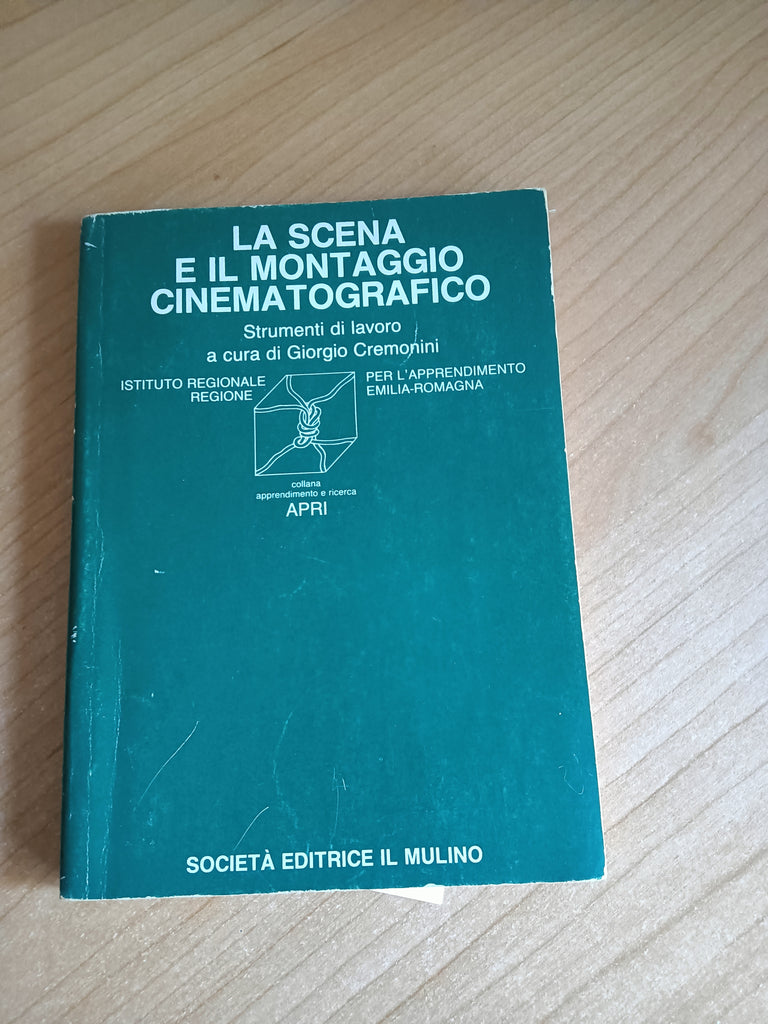 LA SCENA
E IL MONTAGGIO
CINEMATOGRAFICO
Strumenti di lavoro
a cura di Giorgio Cremonini
ISTITUTO REGIONALE PER L'APPRENDIMENTO
REGIONE EMILIA-ROMAGNA
collana
apprendimento e ricerca
APRI
SOCIETÀ EDITRICE IL MULINO